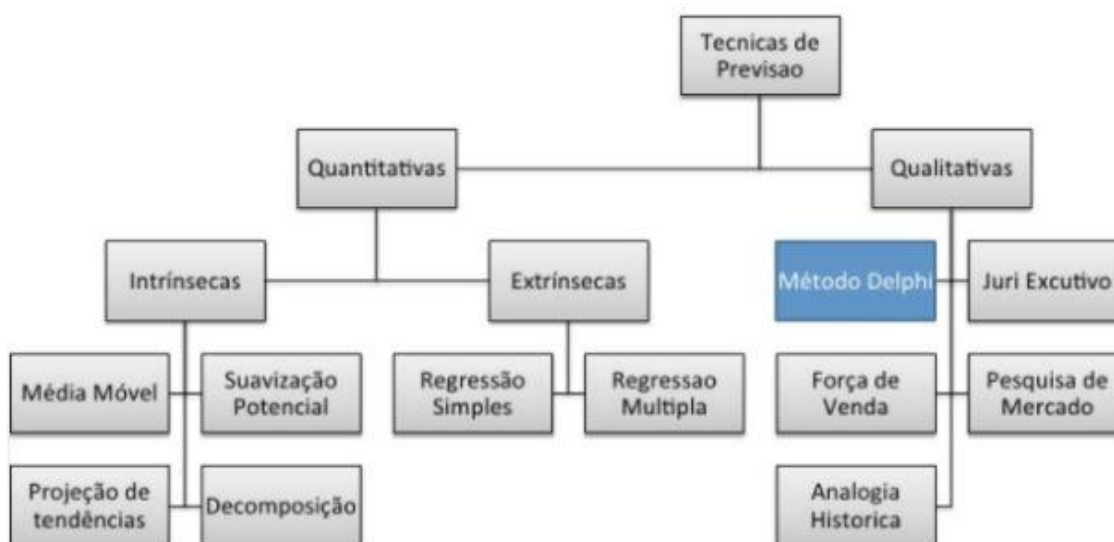 Tecnicas de
Previsao
Quantitativas
Qualitativas
Intrínsecas
Extrínsecas
Método Delphi
Juri Excutivo
Média Móvel
Suavização
Potencial
Regressão
Simples
Regressao
Multipla
Força de
Venda
Pesquisa de
Mercado
Projeção de
tendências
Decomposição
Analogia
Historica